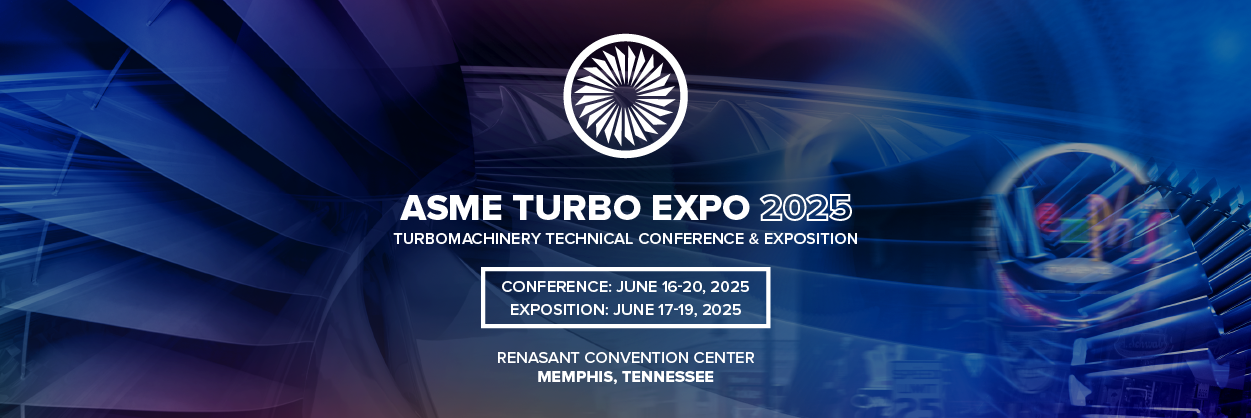 ASME TURBO EXPO 2025
TURBOMACHINERY TECHNICAL CONFERENCE & EXPOSITION
CONFERENCE: JUNE 16-20, 2025
EXPOSITION: JUNE 17-19, 2025
RENASANT CONVENTION CENTER
MEMPHIS, TENNESSEE